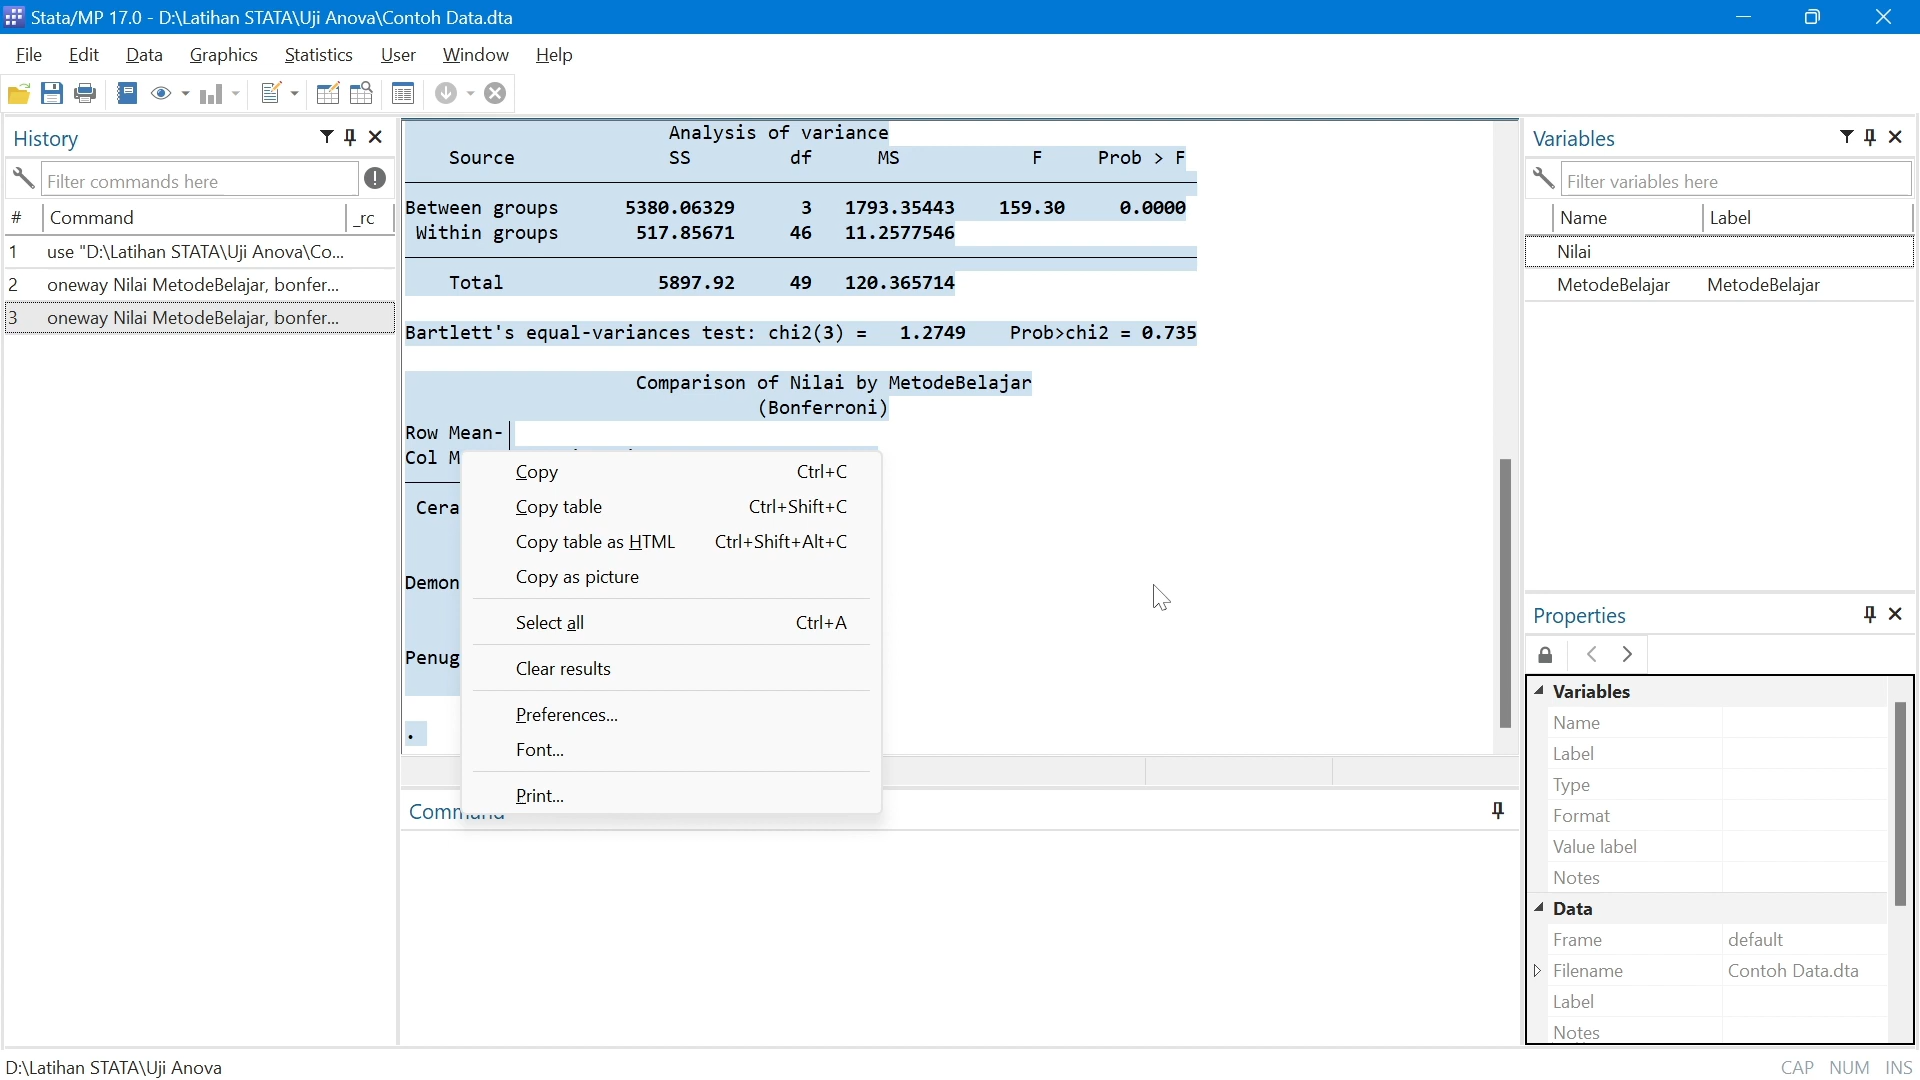 Stata/MP 17.0 - D:\Latihan STATA\Uji Anova\Contoh Data.dta
File Edit Data Graphics Statistics User Window Help
History
Filter commands here
# Command _rc
1 use "D:\Latihan STATA\Uji Anova\Co...
2 oneway Nilai MetodeBelajar, bonfer...
3 oneway Nilai MetodeBelajar, bonfer...
Analysis of variance
Source SS df MS F Prob > F
Between groups 5380.06329 3 1793.35443 159.30 0.0000
Within groups 517.85671 46 11.2577546
Total 5897.92 49 120.365714
Bartlett's equal-variances test: chi2(3) = 1.2749 Prob>chi2 = 0.735
Comparison of Nilai by MetodeBelajar
(Bonferroni)
Row Mean-
Col M
Cera
Demon
Penug
.
Copy Ctrl+C
Copy table Ctrl+Shift+C
Copy table as HTML Ctrl+Shift+Alt+C
Copy as picture
Select all Ctrl+A
Clear results
Preferences...
Font...
Print...
Command
Variables
Filter variables here
Name Label
Nilai
MetodeBelajar MetodeBelajar
Properties
Variables
Name
Label
Type
Format
Value label
Notes
Data
Frame default
Filename Contoh Data.dta
Label
Notes
D:\Latihan STATA\Uji Anova
CAP NUM INS